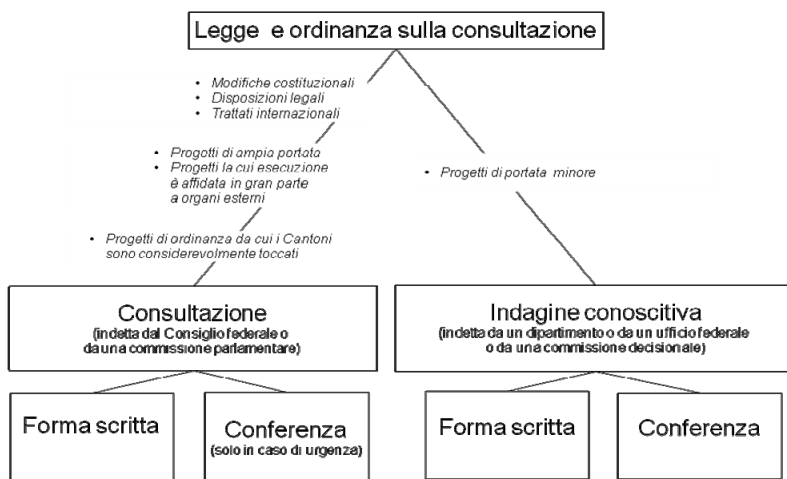 Legge e ordinanza sulla consultazione
• Modifiche costituzionali
• Disposizioni legali
• Trattati internazionali
• Progetti di ampia portata
• Progetti la cui esecuzione
è affidata in gran parte
a organi esterni
• Progetti di ordinanza da cui i Cantoni
sono considerevolmente toccati
• Progetti di portata minore
Consultazione
(indetta dal Consiglio federale o
da una commissione parlamentare)
Indagine conoscitiva
(indetta da un dipartimento o da un ufficio federale
o da una commissione decisionale)
Forma scritta
Conferenza
(solo in caso di urgenza)
Forma scritta
Conferenza